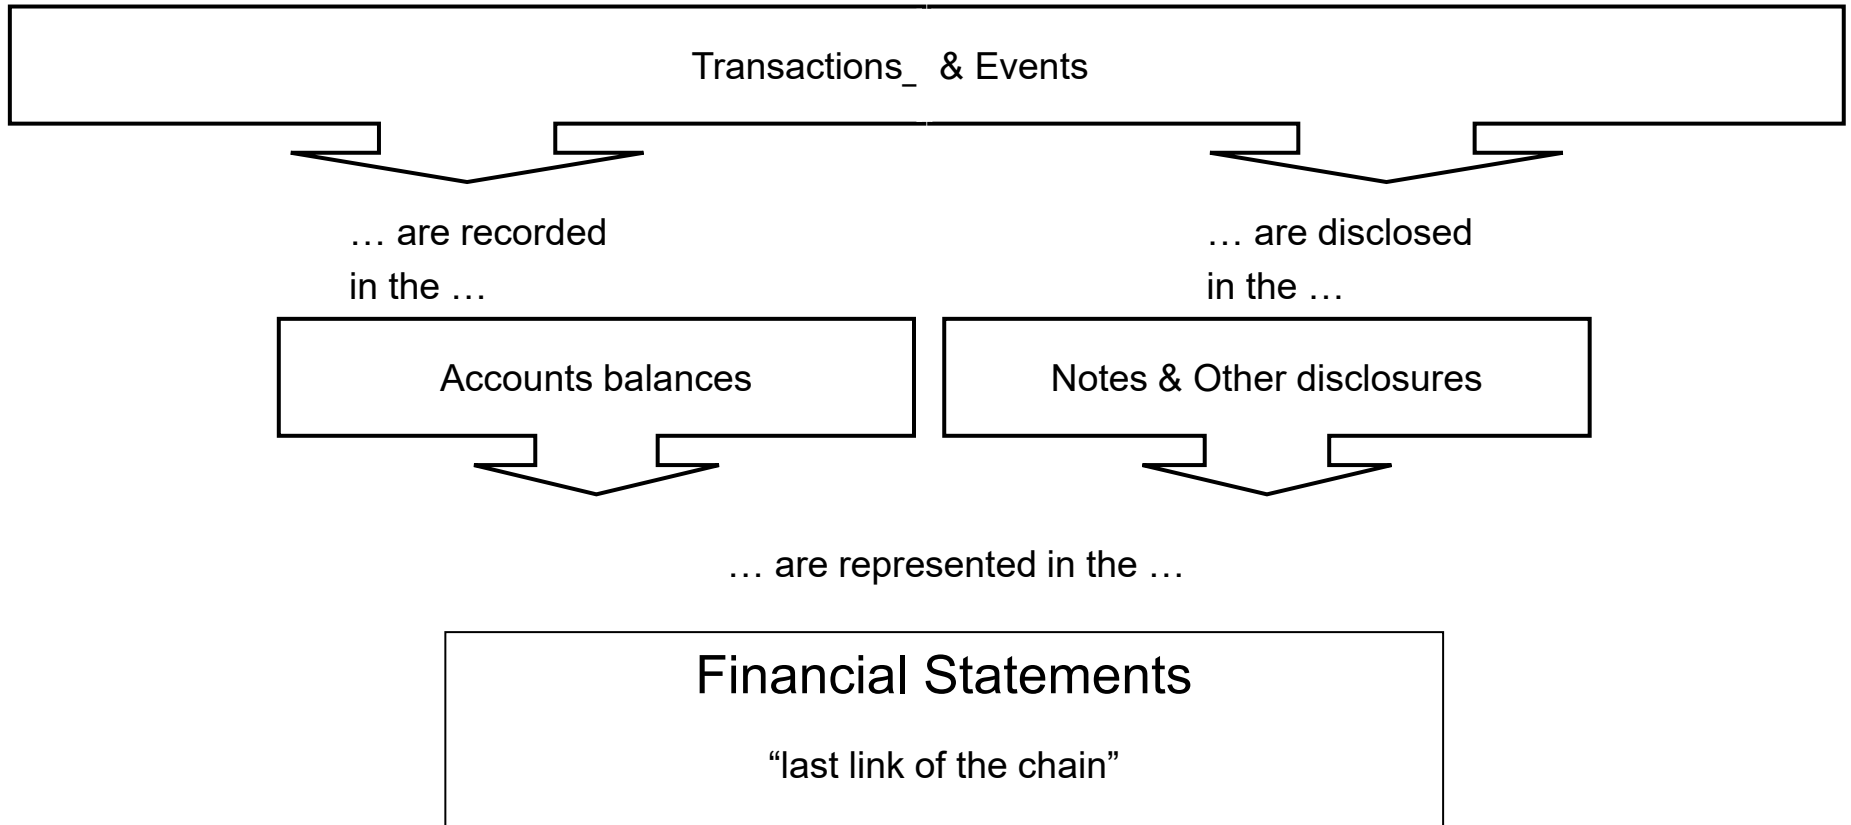 Transactions_ & Events
… are recorded
in the …
… are disclosed
in the …
Accounts balances
Notes & Other disclosures
… are represented in the …
Financial Statements
“last link of the chain”